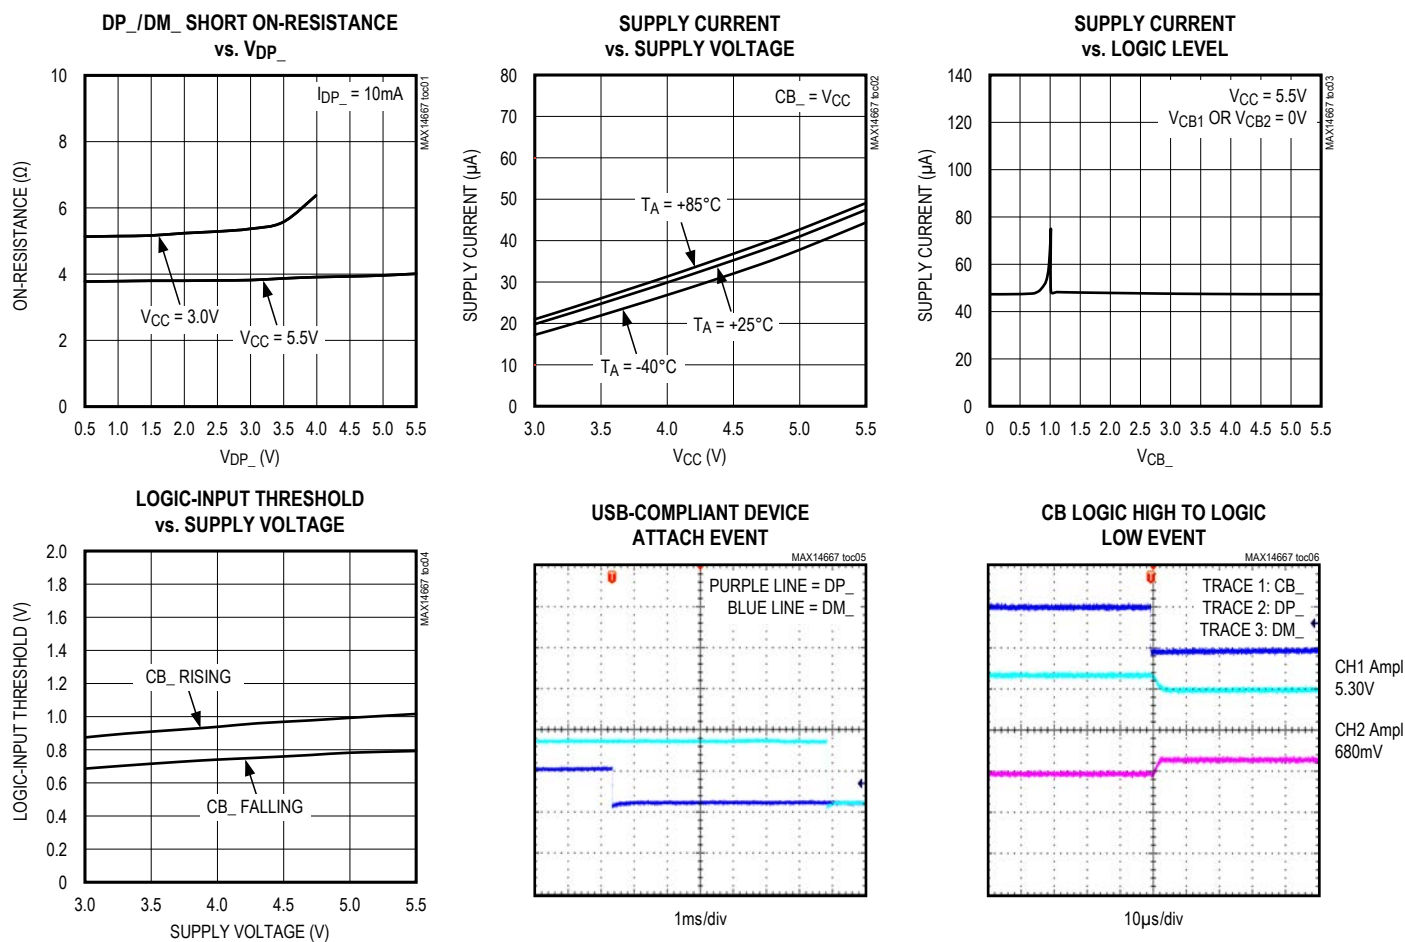 DP_/DM_ SHORT ON-RESISTANCE
vs. VDP_
10
8
6
4
2
0
ON-RESISTANCE (Ω)
IDP_ = 10mA
MAX14667 toc01
VCC = 3.0V
VCC = 5.5V
0.5 1.0 1.5 2.0 2.5 3.0 3.5 4.0 4.5 5.0 5.5
VDP_ (V)
SUPPLY CURRENT
vs. SUPPLY VOLTAGE
80
70
60
50
40
30
20
10
0
SUPPLY CURRENT (µA)
CB_ = VCC
MAX14667 toc02
TA = +85°C
TA = +25°C
TA = -40°C
3.0 3.5 4.0 4.5 5.0 5.5
VCC (V)
SUPPLY CURRENT
vs. LOGIC LEVEL
140
120
100
80
60
40
20
0
SUPPLY CURRENT (µA)
VCC = 5.5V
VCB1 OR VCB2 = 0V
MAX14667 toc03
0 0.5 1.0 1.5 2.0 2.5 3.0 3.5 4.0 4.5 5.0 5.5
VCB_
LOGIC-INPUT THRESHOLD
vs. SUPPLY VOLTAGE
2.0
1.8
1.6
1.4
1.2
1.0
0.8
0.6
0.4
0.2
0
LOGIC-INPUT THRESHOLD (V)
MAX14667 toc04
CB_ RISING
CB_ FALLING
3.0 3.5 4.0 4.5 5.0 5.5
SUPPLY VOLTAGE (V)
USB-COMPLIANT DEVICE
ATTACH EVENT
MAX14667 toc05
T
PURPLE LINE = DP_
BLUE LINE = DM_
1ms/div
CB LOGIC HIGH TO LOGIC
LOW EVENT
MAX14667 toc06
T
TRACE 1: CB_
TRACE 2: DP_
TRACE 3: DM_
CH1 Ampl
5.30V
CH2 Ampl
680mV
10µs/div